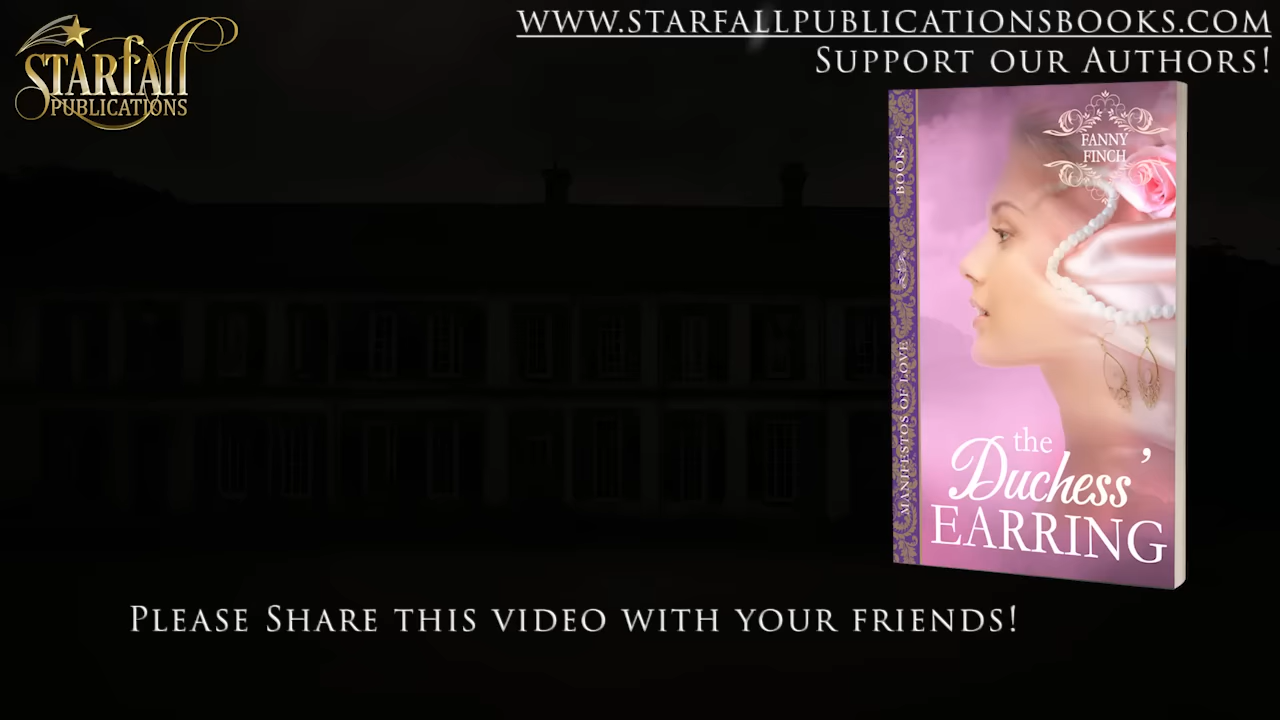 STARfall
PUBLICATIONS
WWW.STARFALLPUBLICATIONSBOOKS.COM
SUPPORT OUR AUTHORS!
BOOK 4
MANIFESTOS OF LOVE
FANNY
FINCH
the
Duchess'
EARRING
PLEASE SHARE THIS VIDEO WITH YOUR FRIENDS!